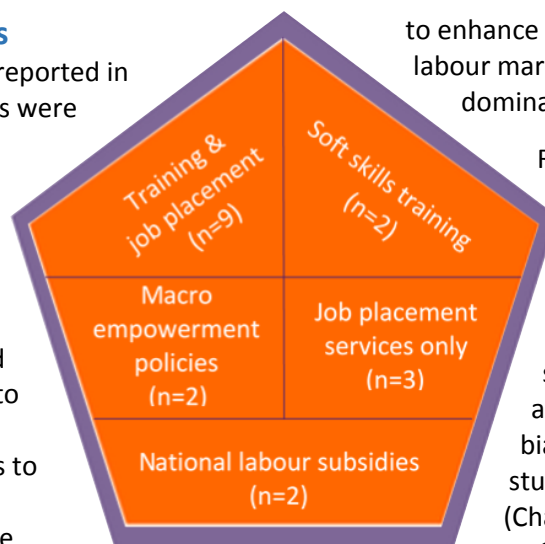 s
reported in
s were
d
to
s to
e
Training &
job placement
(n=9)
Soft skills training
(n=2)
Macro
empowerment
policies
(n=2)
Job placement
services only
(n=3)
National labour subsidies
(n=2)
to enhance
labour mar
domina
F
s
a
bia
stu
(Cha